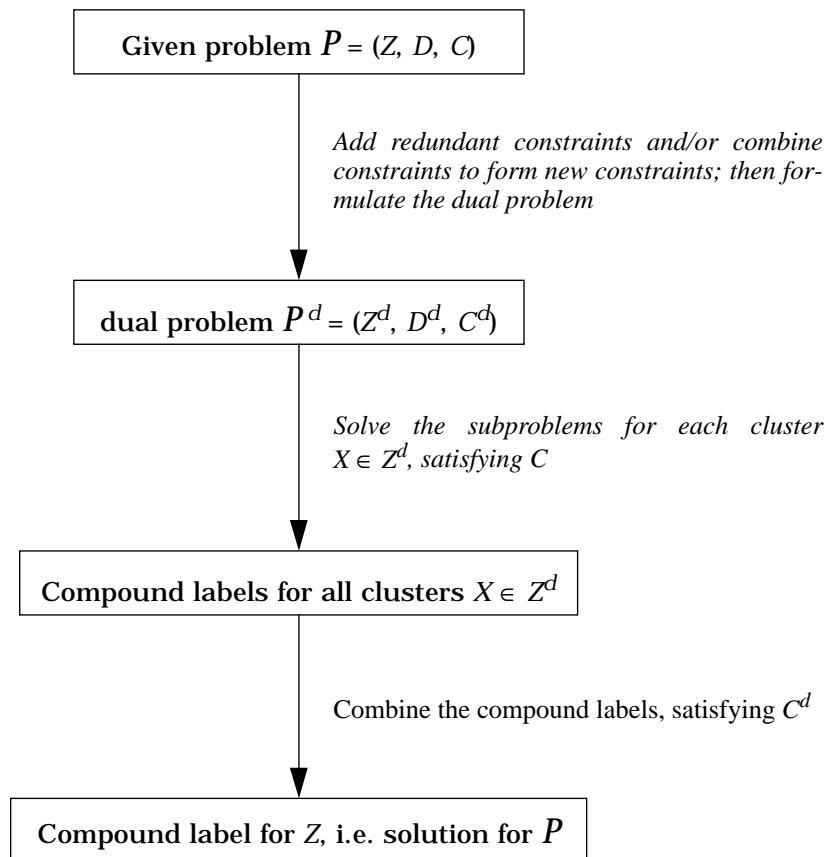 Given problem P = (Z, D, C)
Add redundant constraints and/or combine
constraints to form new constraints; then for-
mulate the dual problem
dual problem P^d = (Z^d, D^d, C^d)
Solve the subproblems for each cluster
X ∈ Z^d, satisfying C
Compound labels for all clusters X ∈ Z^d
Combine the compound labels, satisfying C^d
Compound label for Z, i.e. solution for P